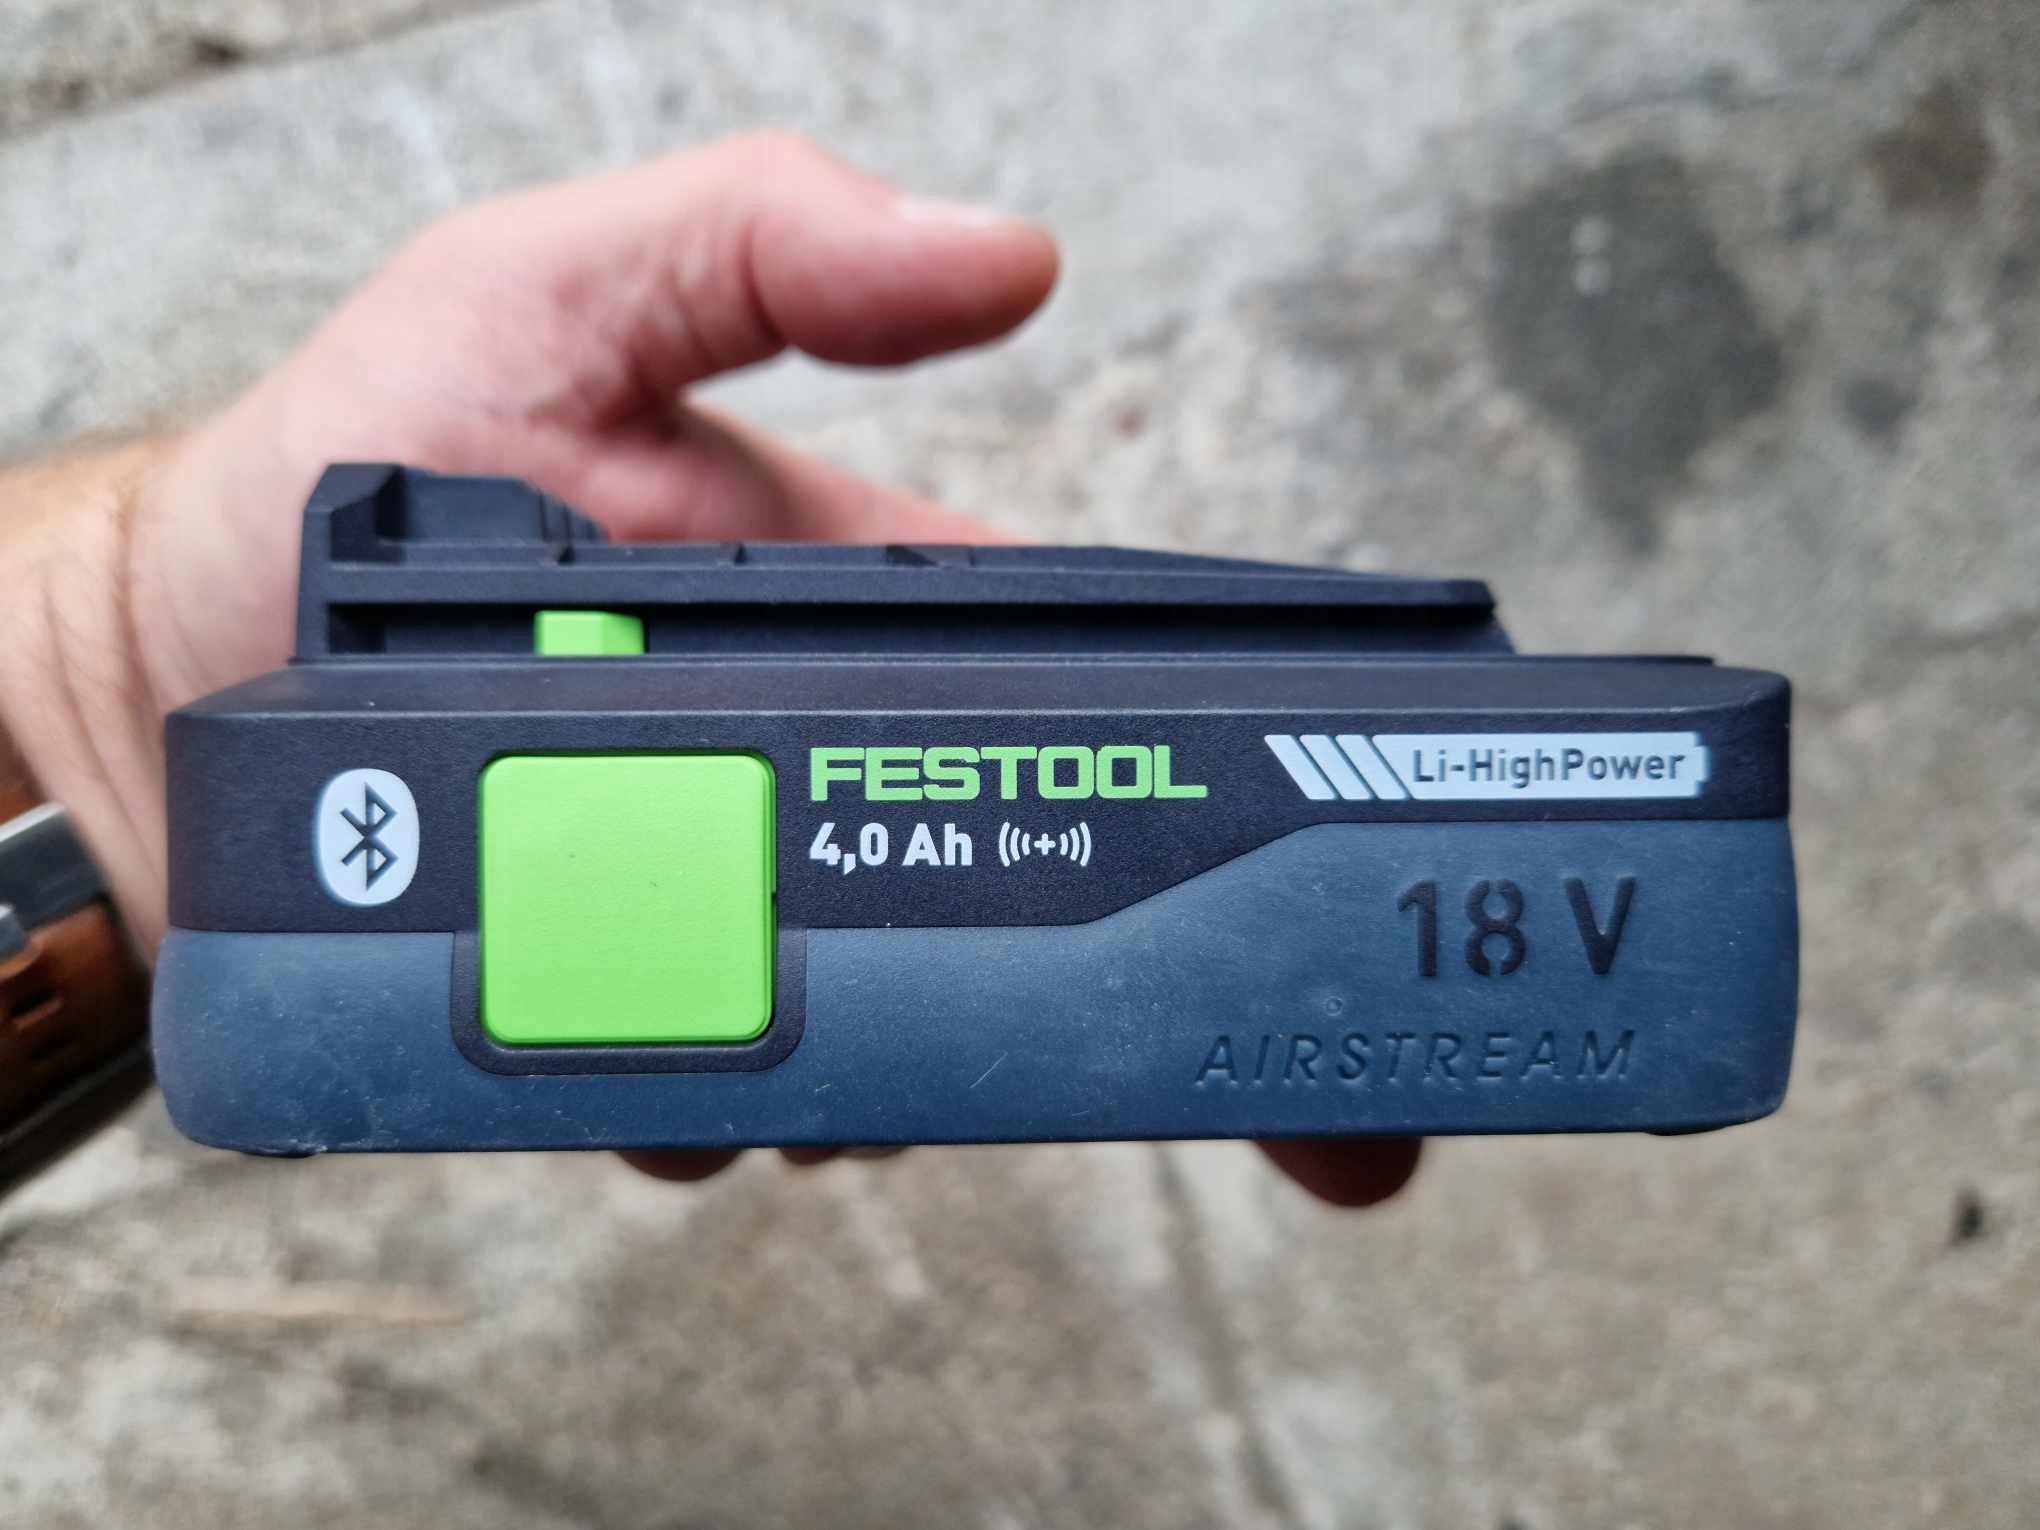 FESTOOL
4,0 Ah
Li-HighPower
18 V
AIRSTREAM